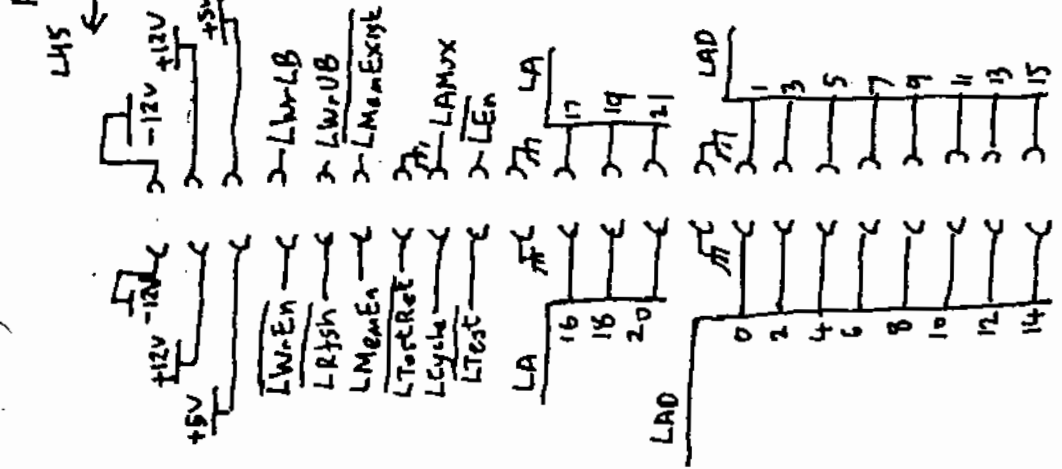 LHS
-12V -12V
+12V +12V
+5V +5V
LWrEn LWrLB
LRfsh LWrUB
LMemEn LMemExist
LTestRet
LCycle LAMux
LTest LEn
LA LA
16 17
18 19
20 21
LAD LAD
0 1
2 3
4 5
6 7
8 9
10 11
12 13
14 15